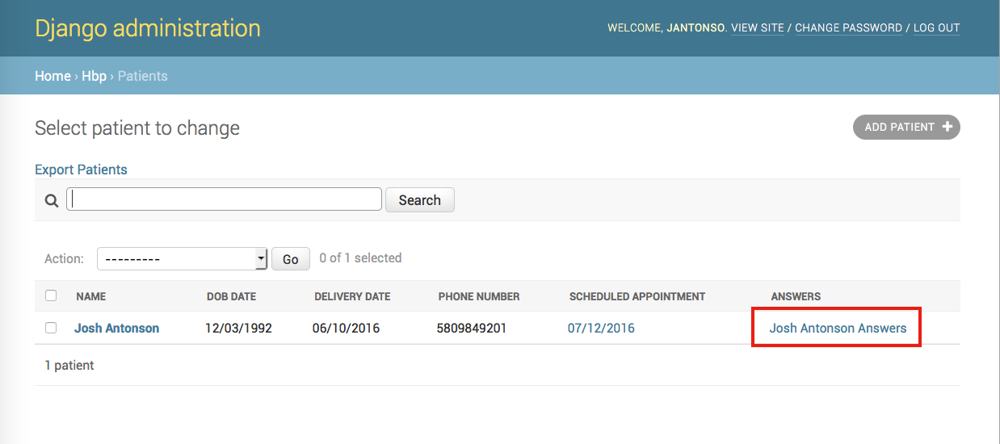 Django administration
WELCOME, JANTONSO. VIEW SITE / CHANGE PASSWORD / LOG OUT
Home › Hbp › Patients
Select patient to change
ADD PATIENT +
Export Patients
Search
Action: --------- Go 0 of 1 selected
NAME DOB DATE DELIVERY DATE PHONE NUMBER SCHEDULED APPOINTMENT ANSWERS
Josh Antonson 12/03/1992 06/10/2016 5809849201 07/12/2016 Josh Antonson Answers
1 patient